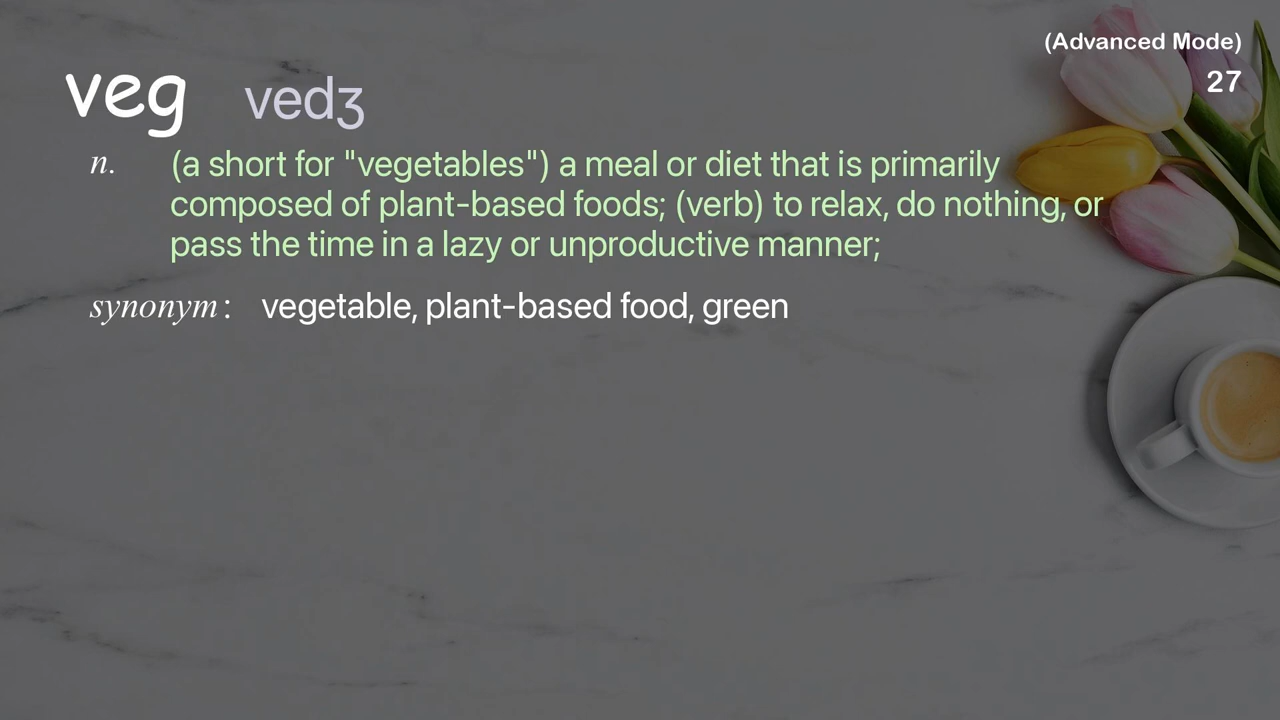 (Advanced Mode)
27
veg vedʒ
n. (a short for "vegetables") a meal or diet that is primarily
composed of plant-based foods; (verb) to relax, do nothing, or
pass the time in a lazy or unproductive manner;
synonym : vegetable, plant-based food, green